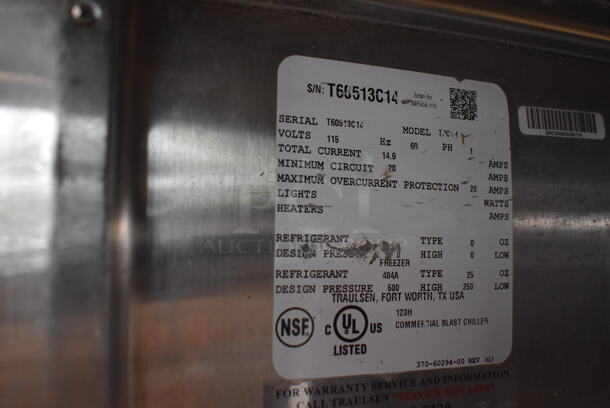 S/N: T60513C14
Scan for
service info
SERIAL T60513C14 MODEL
VOLTS 115 Hz 60 PH 1
TOTAL CURRENT 14.9 AMPS
MINIMUM CIRCUIT 20 AMPS
MAXIMUM OVERCURRENT PROTECTION 20 AMPS
LIGHTS WATTS
HEATERS AMPS
REFRIGERANT TYPE 0 OZ
DESIGN PRESSURE 0 HIGH 0 LOW
FREEZER
REFRIGERANT 404A TYPE 25 OZ
DESIGN PRESSURE 500 HIGH 250 LOW
TRAULSEN, FORT WORTH, TX USA
NSF C UL US LISTED
123H
COMMERCIAL BLAST CHILLER
370-60294-00 REV (G)
FOR WARRANTY SERVICE AND INFORMATION
CALL TRAULSEN "SERVICE HOT LINE"